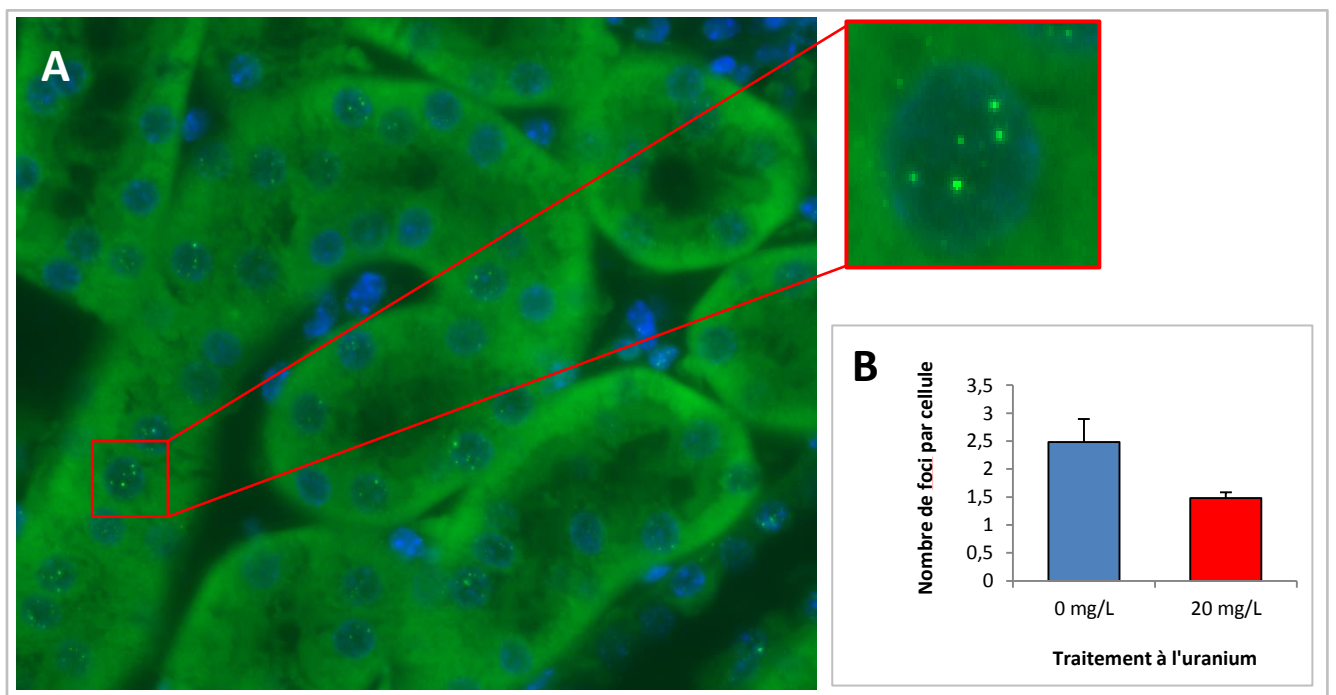 A
B
Nombre de foci par cellule
3,5
3
2,5
2
1,5
1
0,5
0
0 mg/L
20 mg/L
Traitement à l'uranium